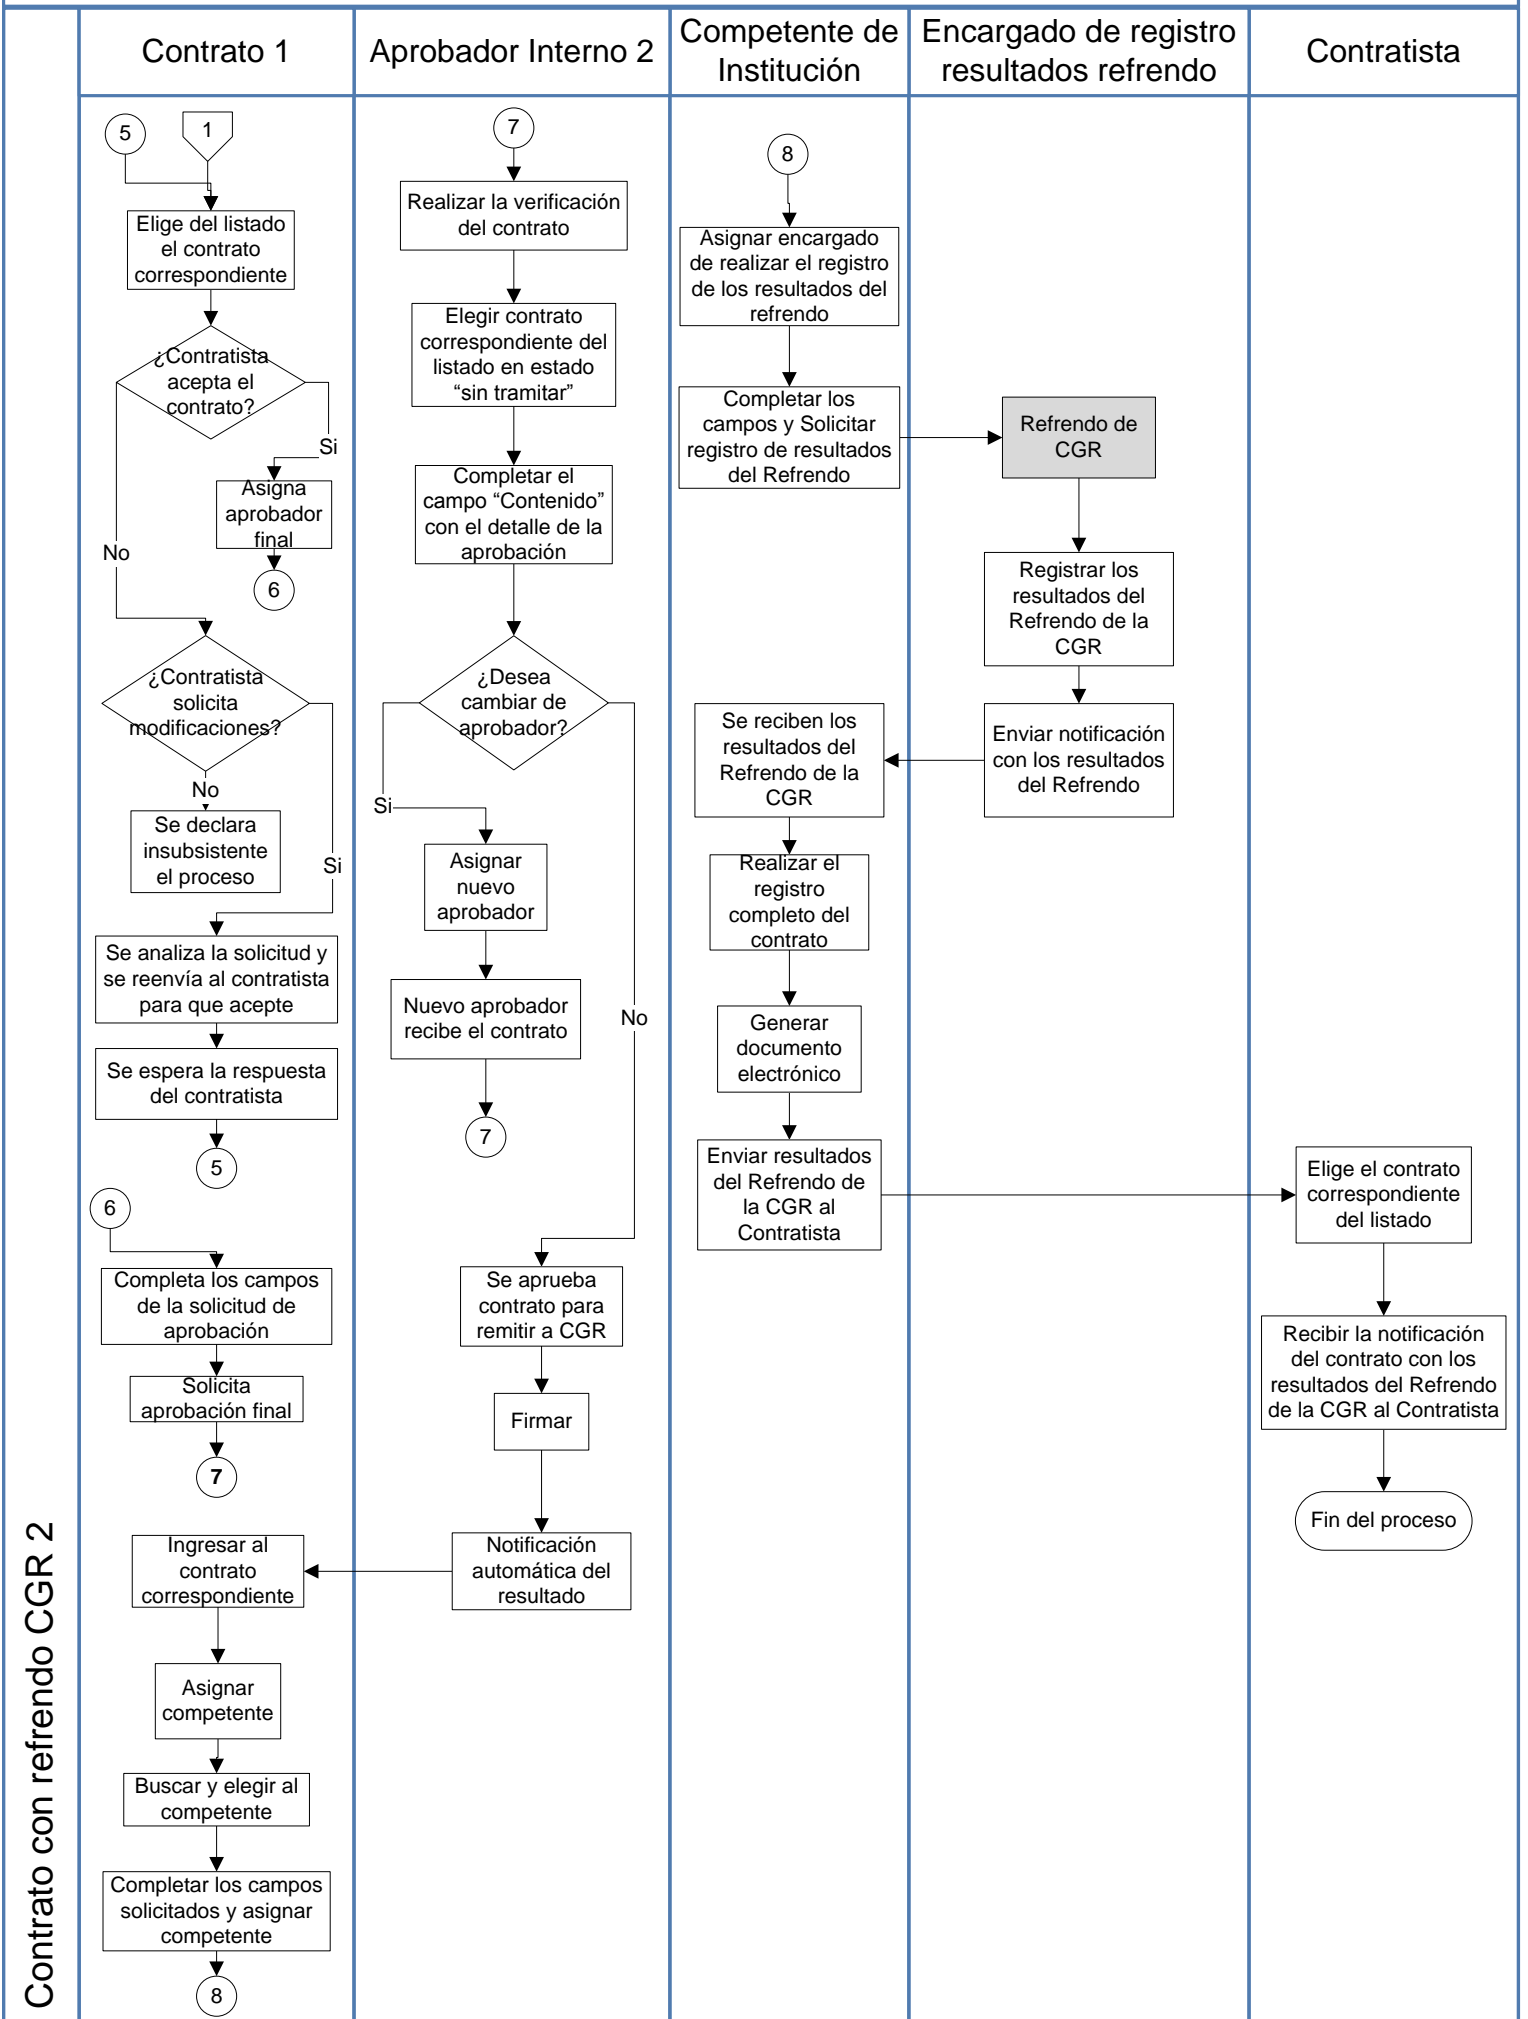 Contrato con refrendo CGR 2
Contrato 1
Aprobador Interno 2
Competente de
Institución
Encargado de registro
resultados refrendo
Contratista
5
1
Elige del listado
el contrato
correspondiente
¿Contratista
acepta el
contrato?
Si
No
Asigna
aprobador
final
6
¿Contratista
solicita
modificaciones?
No
Si
Se declara
insubsistente
el proceso
Se analiza la solicitud y
se reenvía al contratista
para que acepte
Se espera la respuesta
del contratista
5
6
Completa los campos
de la solicitud de
aprobación
Solicita
aprobación final
7
Ingresar al
contrato
correspondiente
Asignar
competente
Buscar y elegir al
competente
Completar los campos
solicitados y asignar
competente
8
7
Realizar la verificación
del contrato
Elegir contrato
correspondiente del
listado en estado
“sin tramitar”
Completar el
campo “Contenido”
con el detalle de la
aprobación
¿Desea
cambiar de
aprobador?
Si
No
Asignar
nuevo
aprobador
Nuevo aprobador
recibe el contrato
7
Se aprueba
contrato para
remitir a CGR
Firmar
Notificación
automática del
resultado
8
Asignar encargado
de realizar el registro
de los resultados del
refrendo
Completar los
campos y Solicitar
registro de resultados
del Refrendo
Se reciben los
resultados del
Refrendo de la
CGR
Realizar el
registro
completo del
contrato
Generar
documento
electrónico
Enviar resultados
del Refrendo de
la CGR al
Contratista
Refrendo de
CGR
Registrar los
resultados del
Refrendo de la
CGR
Enviar notificación
con los resultados
del Refrendo
Elige el contrato
correspondiente
del listado
Recibir la notificación
del contrato con los
resultados del Refrendo
de la CGR al Contratista
Fin del proceso